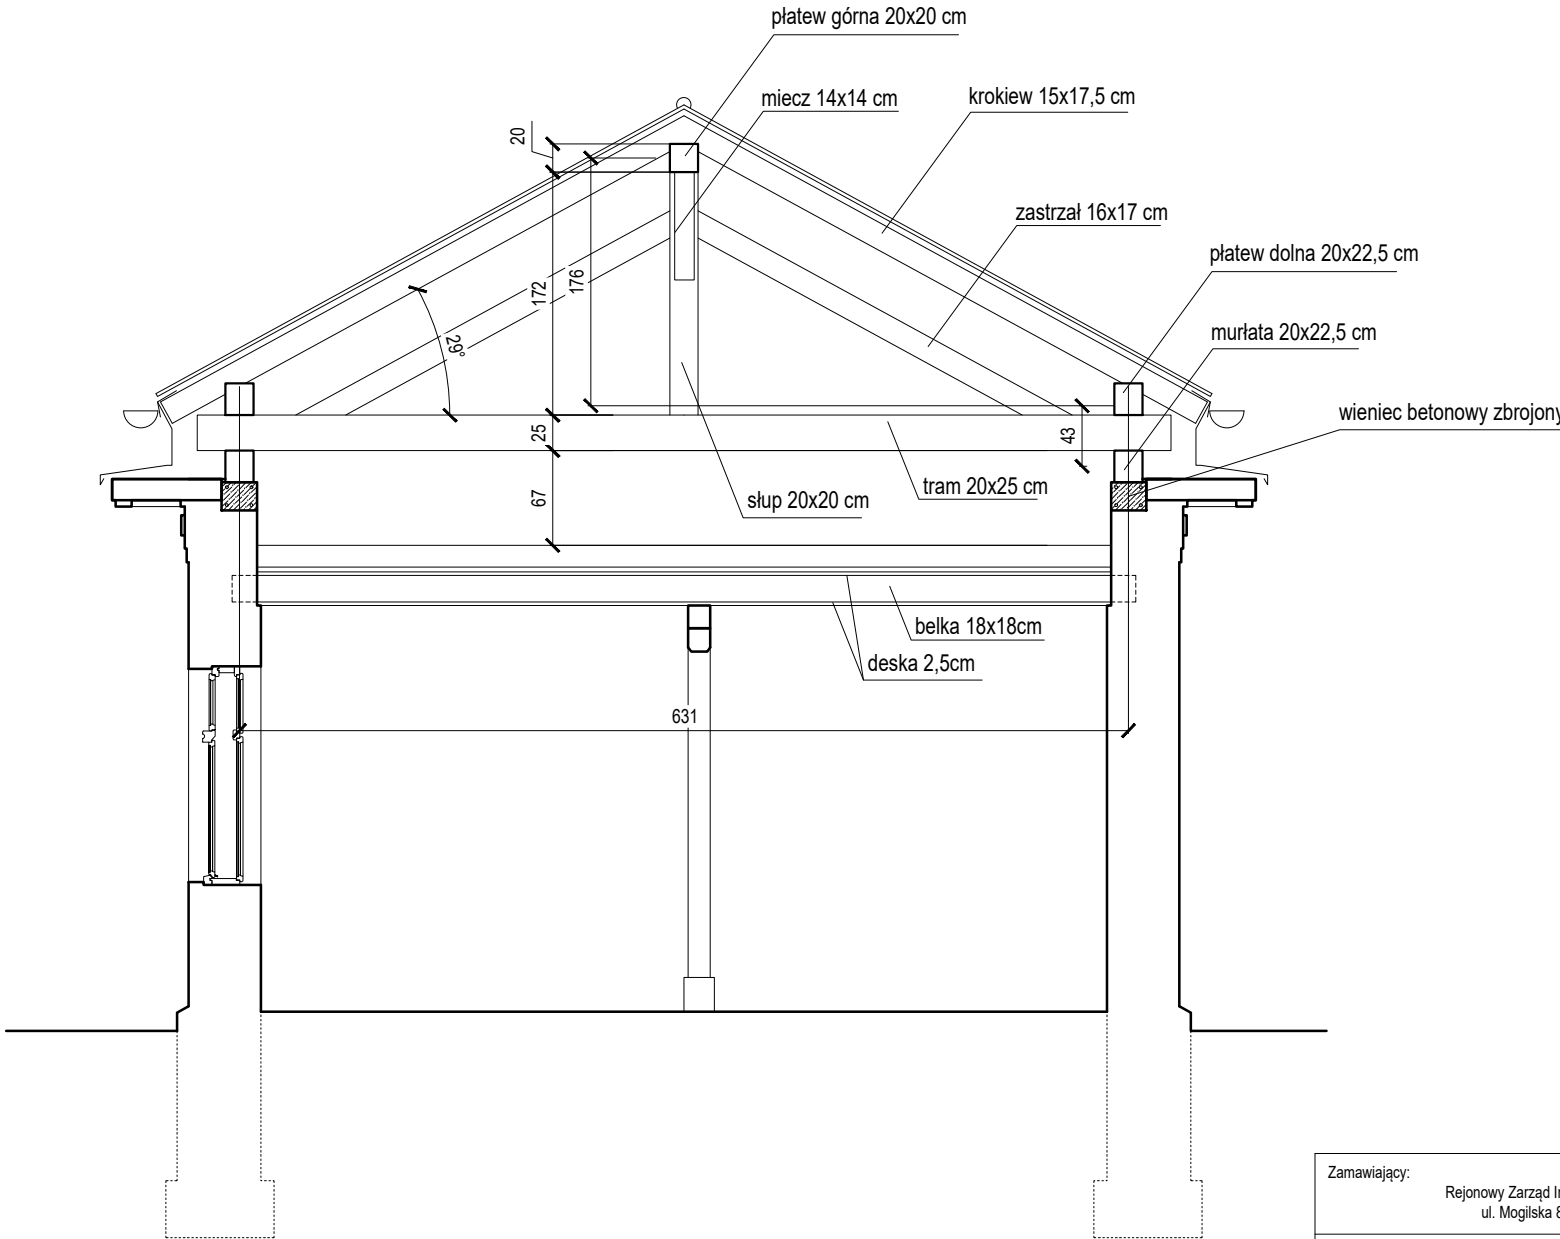 płatew górna 20x20 cm
miecz 14x14 cm
krokiew 15x17,5 cm
20
zastrzał 16x17 cm
płatew dolna 20x22,5 cm
172
176
29°
murłata 20x22,5 cm
wieniec betonowy zbrojony
25
43
tram 20x25 cm
słup 20x20 cm
67
belka 18x18cm
deska 2,5cm
631
Zamawiający:
Rejonowy Zarząd
ul. Mogilska